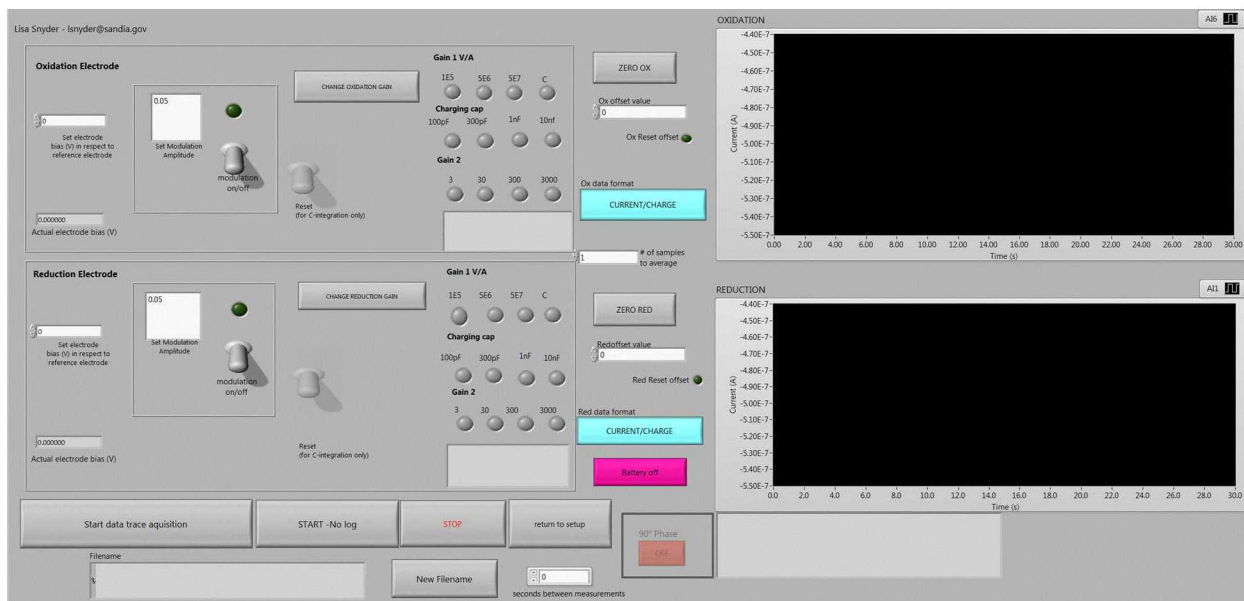 Lisa Snyder - lsnyder@sandia.gov
Oxidation Electrode
0
Set electrode
bias (V) in respect to
reference electrode
0.05
Set Modulation
Amplitude
modulation
on/off
0.000000
Actual electrode bias (V)
CHANGE OXIDATION GAIN
Reset
(for C-integration only)
Gain 1 V/A
1E5 5E6 5E7 C
Charging cap
100pF 300pF 1nF 10nf
Gain 2
3 30 300 3000
ZERO OX
Ox offset value
0
Ox Reset offset
Ox data format
CURRENT/CHARGE
1
# of samples
to average
Reduction Electrode
0
Set electrode
bias (V) in respect to
reference electrode
0.05
Set Modulation
Amplitude
modulation
on/off
0.000000
Actual electrode bias (V)
CHANGE REDUCTION GAIN
Reset
(for C-integration only)
Gain 1 V/A
1E5 5E6 5E7 C
Charging cap
100pF 300pF 1nF 10nF
Gain 2
3 30 300 3000
ZERO RED
Redoffset value
0
Red Reset offset
Red data format
CURRENT/CHARGE
Battery off
Start data trace aquisition
START -No log
STOP
return to setup
90° Phase
OFF
Filename
%
New Filename
0
seconds between measurements
OXIDATION
AI6
Current (A)
-4.40E-7
-4.50E-7
-4.60E-7
-4.70E-7
-4.80E-7
-4.90E-7
-5.00E-7
-5.10E-7
-5.20E-7
-5.30E-7
-5.40E-7
-5.50E-7
0.00 2.00 4.00 6.00 8.00 10.00 12.00 14.00 16.00 18.00 20.00 22.00 24.00 26.00 28.00 30.00
Time (s)
REDUCTION
AI1
Current (A)
-4.40E-7
-4.50E-7
-4.60E-7
-4.70E-7
-4.80E-7
-4.90E-7
-5.00E-7
-5.10E-7
-5.20E-7
-5.30E-7
-5.40E-7
-5.50E-7
0.0 2.00 4.00 6.00 8.00 10.00 12.00 14.00 16.00 18.00 20.00 22.00 24.00 26.00 28.00 30.0
Time (s)